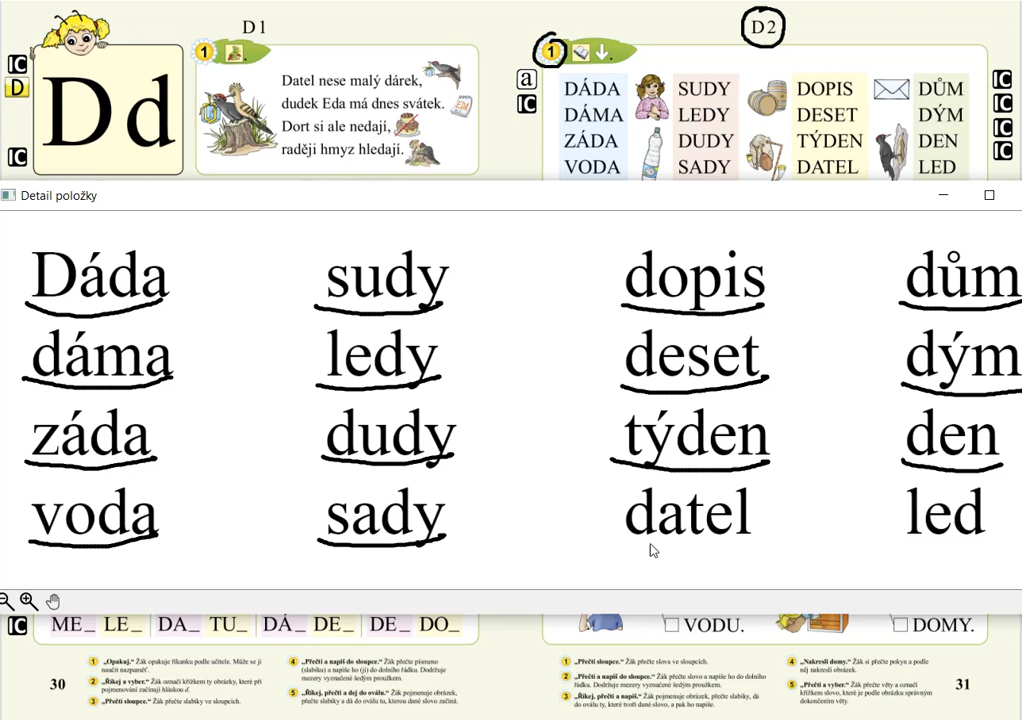 D 1
D 2
IC
D
IC
D d
1
Datel nese malý dárek,
dudek Eda má dnes svátek.
Dort si ale nedají,
raději hmyz hledají.
1
a
IC
DÁDA SUDY DOPIS DŮM
DÁMA LEDY DESET DÝM
ZÁDA DUDY TÝDEN DEN
VODA SADY DATEL LED
IC
IC
IC
IC
Detail položky
Dáda sudy dopis dům
dáma ledy deset dým
záda dudy týden den
voda sady datel led
IC
ME_ LE_ DA_ TU_ DÁ_ DE_ DE_ DO_
VODU. DOMY.
30
1 „Opakuj.“ Žák opakuje říkanku podle učitele. Může se ji
naučit nazpaměť.
2 „Říkej a vyber.“ Žák označí křížkem ty obrázky, které při
pojmenování začínají hláskou d.
3 „Přečti sloupce.“ Žák přečte slabiky ve sloupcích.
4 „Přečti a napiš do sloupce.“ Žák přečte písmeno
(slabiku) a napíše ho (ji) do dolního řádku. Dodržuje
mezery vyznačené šedým proužkem.
5 „Říkej, přečti a dej do oválu.“ Žák pojmenuje obrázek,
přečte slabiky a dá do oválu tu, kterou dané slovo začíná.
1 „Přečti sloupce.“ Žák přečte slova ve sloupcích.
2 „Přečti a napiš do sloupce.“ Žák přečte slovo a napíše ho do dolního
řádku. Dodržuje mezery vyznačené šedým proužkem.
3 „Říkej, přečti a napiš.“ Žák pojmenuje obrázek, přečte slabiky, dá
do oválu ty, které tvoří dané slovo, a pak ho napíše.
4 „Nakresli domy.“ Žák si přečte pokyn a podle
něj nakreslí obrázek.
5 „Přečti a vyber.“ Žák přečte věty a označí
křížkem slovo, které je podle obrázku správným
dokončením věty.
31